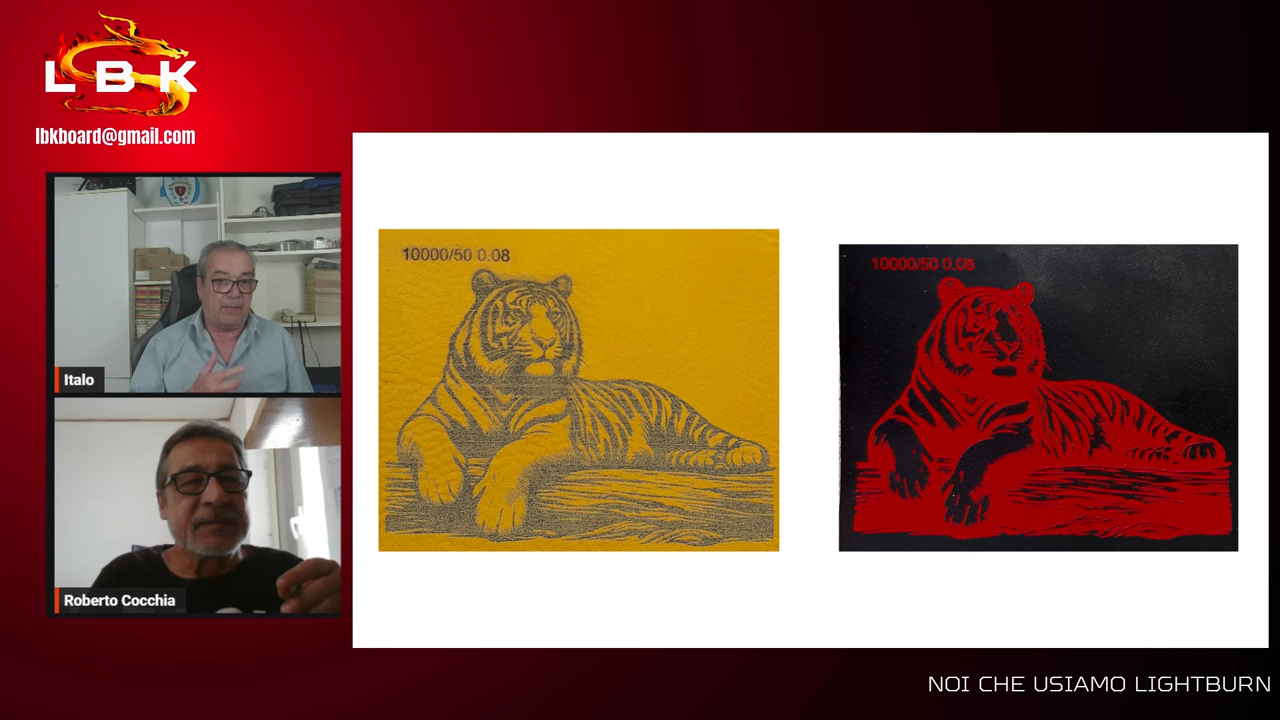 LBK
lbkboard@gmail.com
Italo
Roberto Cocchia
10000/50 0.08
10000/50 0.08
NOI CHE USIAMO LIGHTBURN